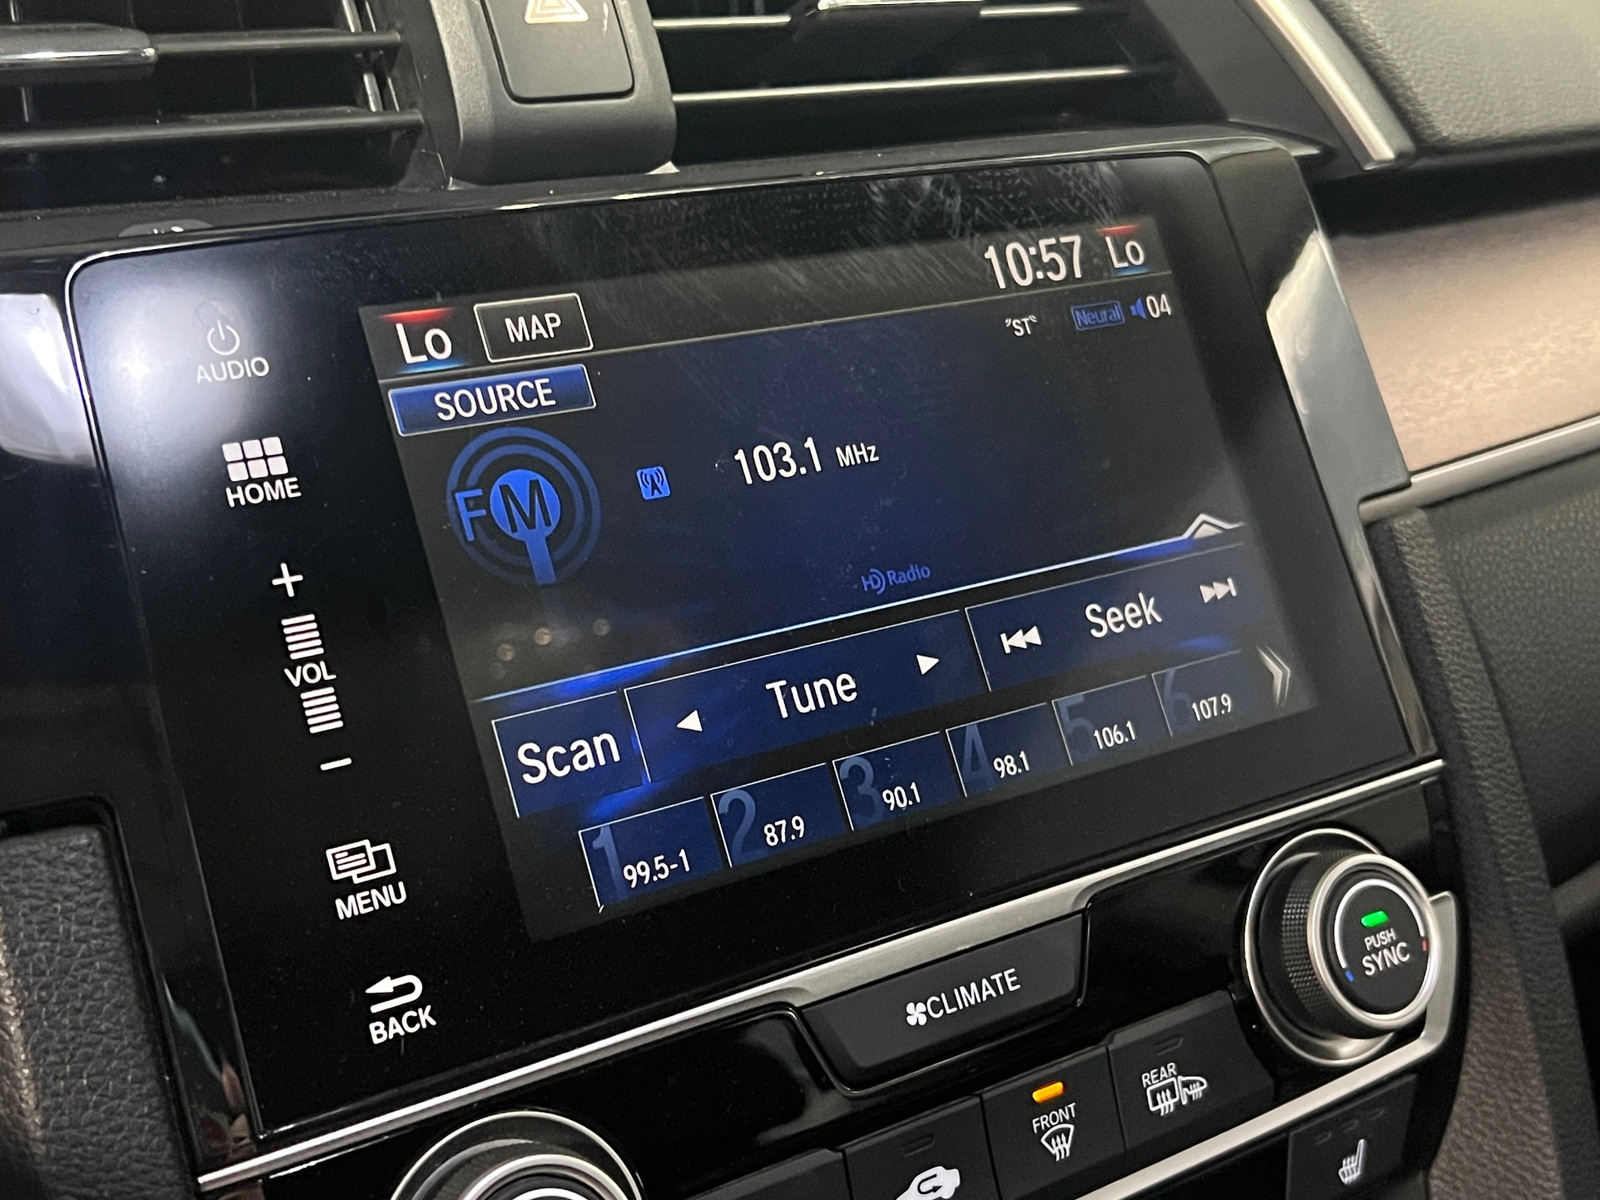 10:57 Lo
Lo MAP
"ST"
Neural 04
SOURCE
AUDIO
FM
103.1 MHz
HOME
HD Radio
+
VOL
-
Scan
Tune
Seek
1 99.5-1
2 87.9
3 90.1
4 98.1
5 106.1
6 107.9
MENU
BACK
PUSH
SYNC
CLIMATE
FRONT
REAR